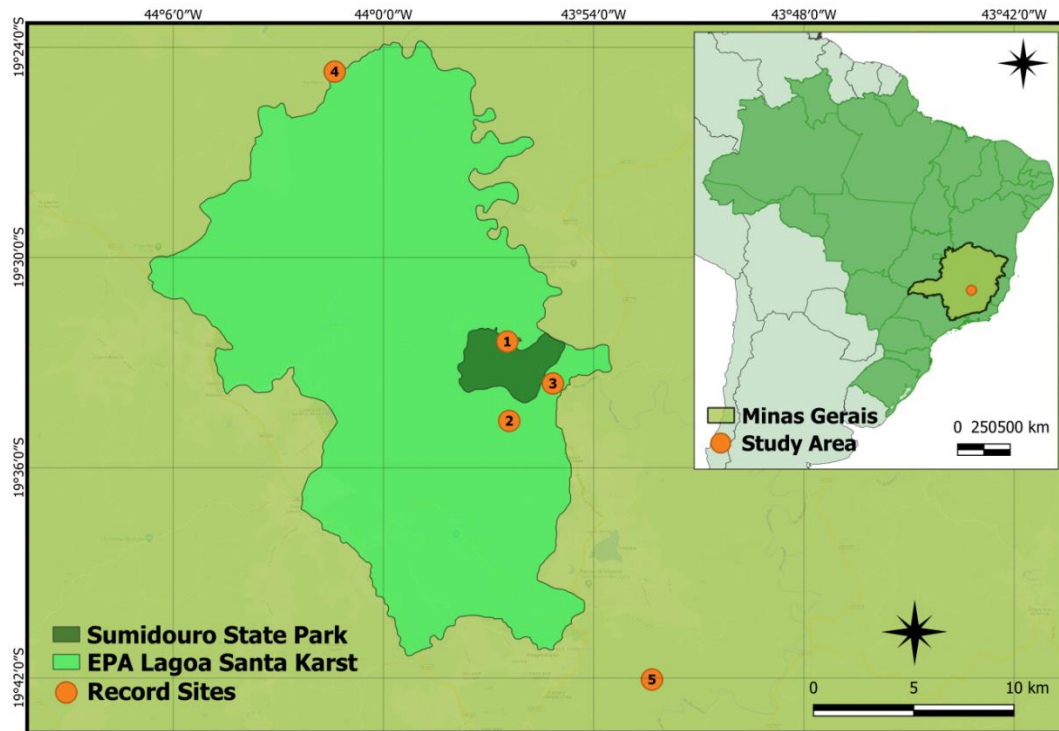 44°6'0"W 44°0'0"W 43°54'0"W 43°48'0"W 43°42'0"W
19°24'0"S
19°30'0"S
19°36'0"S
19°42'0"S
4
1
3
2
5
Minas Gerais
Study Area
0 250500 km
Sumidouro State Park
EPA Lagoa Santa Karst
Record Sites
0 5 10 km